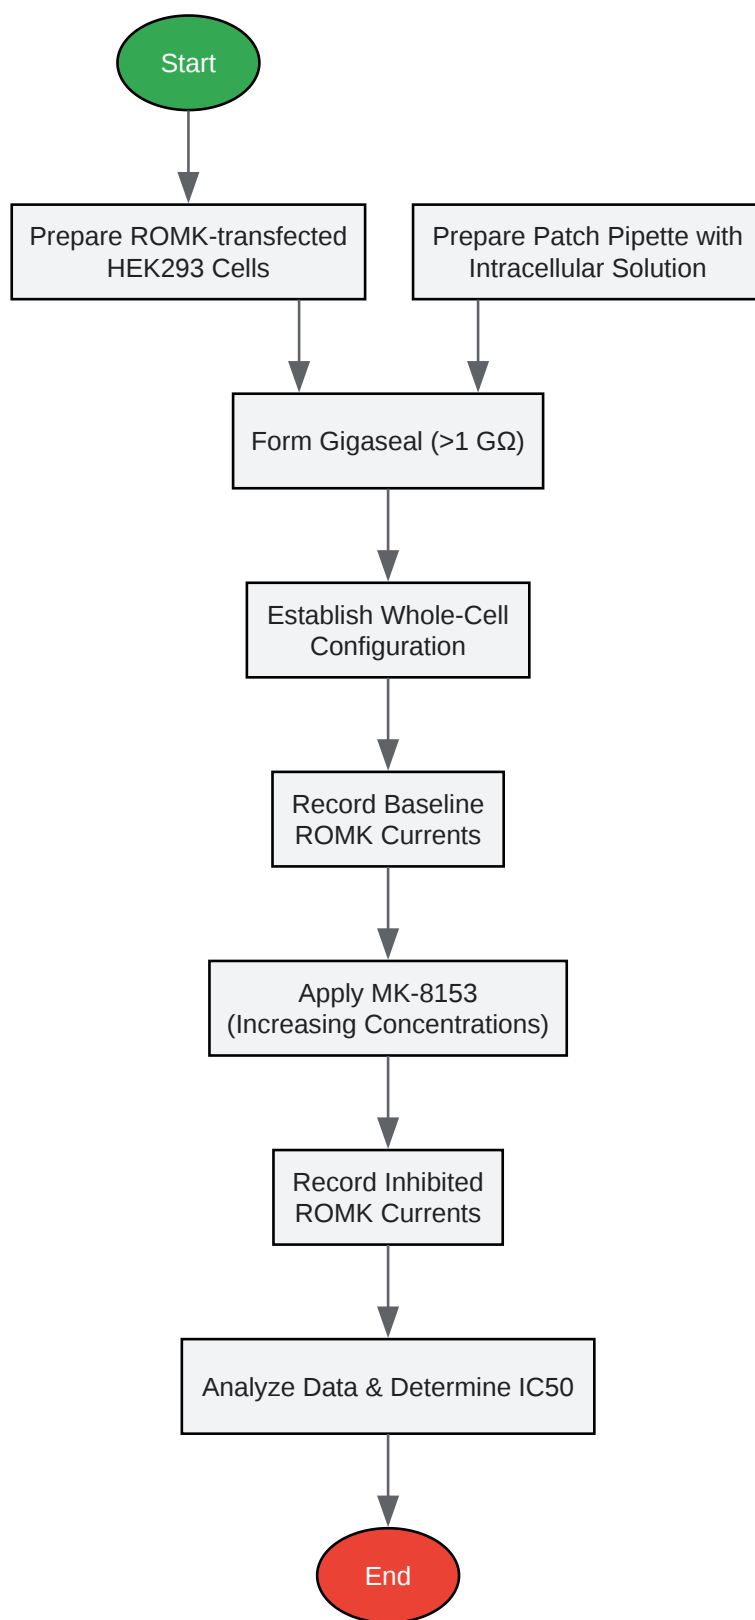 Start
Prepare ROMK-transfected
HEK293 Cells
Prepare Patch Pipette with
Intracellular Solution
Form Gigaseal (>1 GΩ)
Establish Whole-Cell
Configuration
Record Baseline
ROMK Currents
Apply MK-8153
(Increasing Concentrations)
Record Inhibited
ROMK Currents
Analyze Data & Determine IC50
End